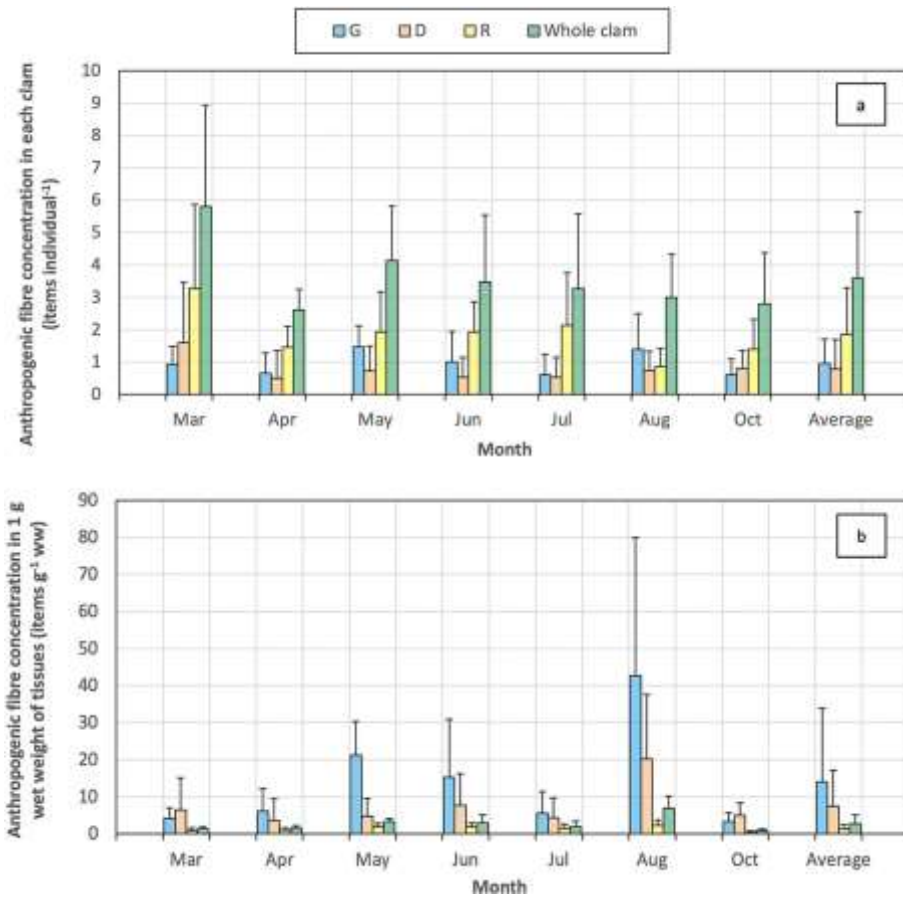 G D R Whole clam
a
Anthropogenic fibre concentration in each clam
(items individual⁻¹)
10
9
8
7
6
5
4
3
2
1
0
Mar Apr May Jun Jul Aug Oct Average
Month
b
Anthropogenic fibre concentration in 1 g
wet weight of tissues (items g⁻¹ ww)
90
80
70
60
50
40
30
20
10
0
Mar Apr May Jun Jul Aug Oct Average
Month